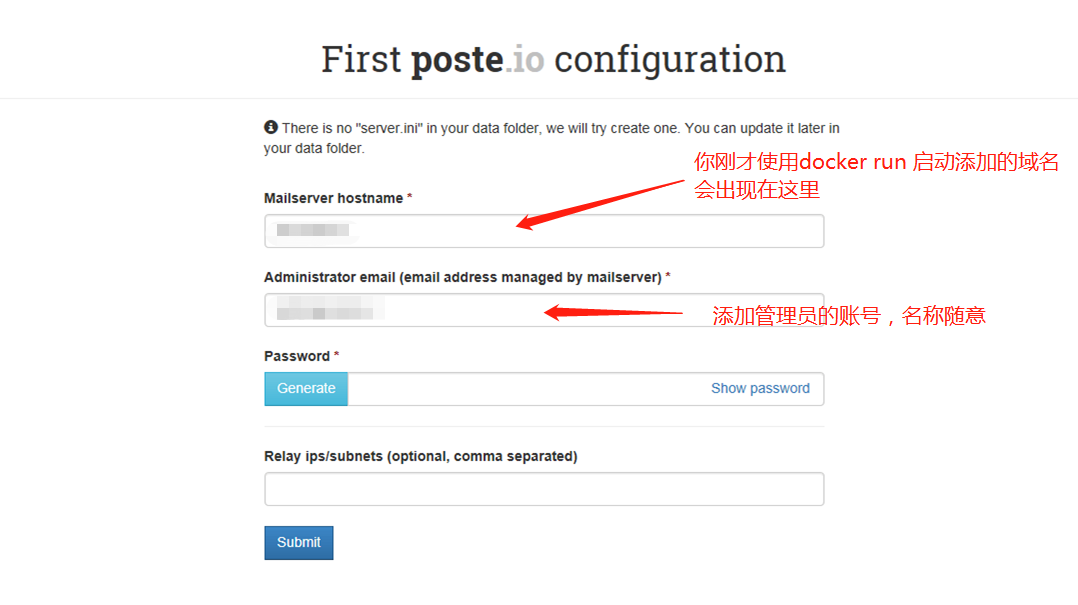 First poste.io configuration
There is no "server.ini" in your data folder, we will try create one. You can update it later in
your data folder.
你刚才使用docker run 启动添加的域名
会出现在这里
Mailserver hostname *
Administrator email (email address managed by mailserver) *
添加管理员的账号，名称随意
Password *
Generate
Show password
Relay ips/subnets (optional, comma separated)
Submit